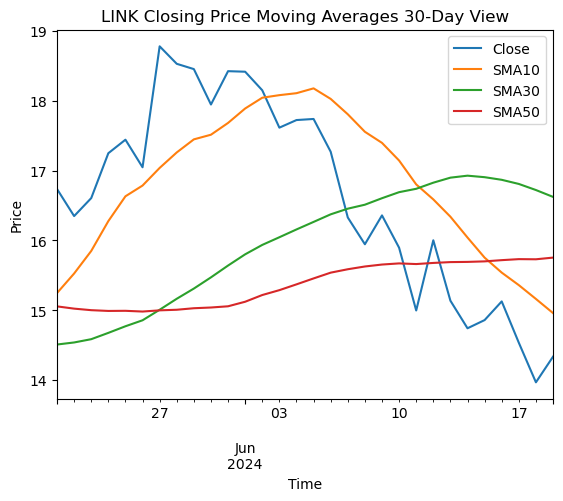 LINK Closing Price Moving Averages 30-Day View
19
18
17
16
15
14
Price
Close
SMA10
SMA30
SMA50
27
03
10
17
Jun
2024
Time